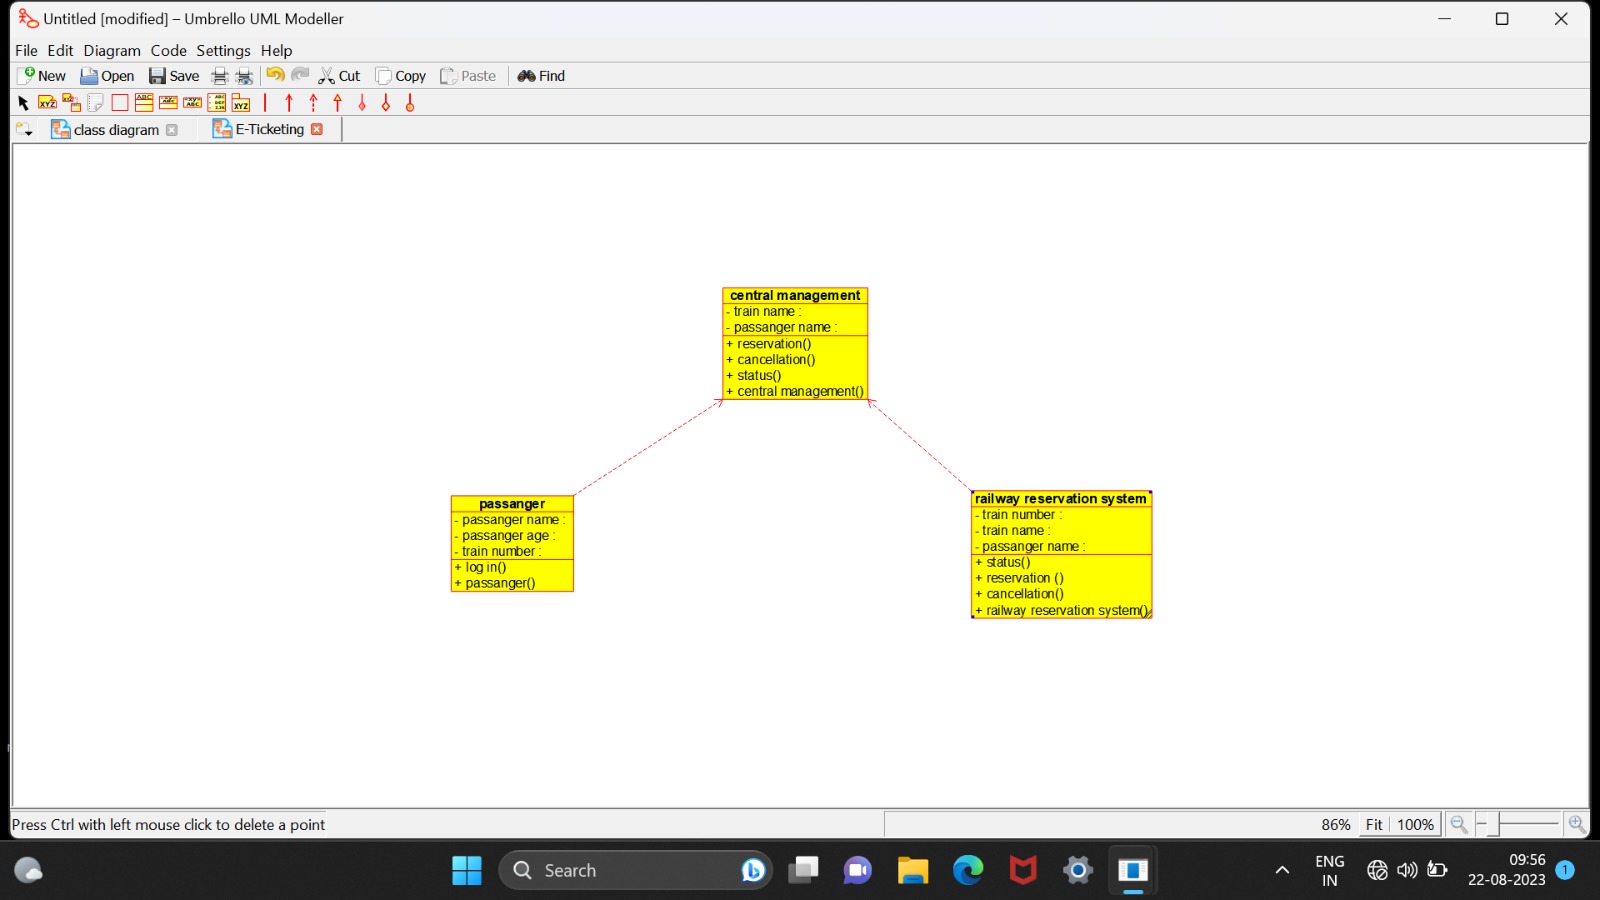 Untitled [modified] – Umbrello UML Modeller
File Edit Diagram Code Settings Help
New Open Save Cut Copy Paste Find
class diagram E-Ticketing
central management
- train name :
- passanger name :
+ reservation()
+ cancellation()
+ status()
+ central management()
passanger
- passanger name :
- passanger age :
- train number :
+ log in()
+ passanger()
railway reservation system
- train number :
- train name :
- passanger name :
+ status()
+ reservation ()
+ cancellation()
+ railway reservation system()
Press Ctrl with left mouse click to delete a point
86% Fit 100%
Search
ENG
IN
09:56
22-08-2023
1